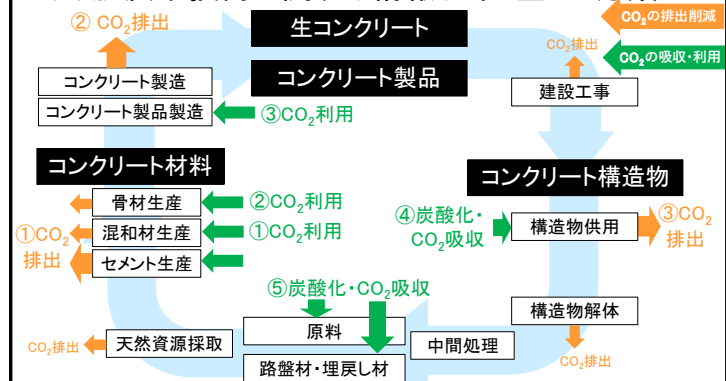 ② CO₂排出
生コンクリート
CO₂の排出削減
CO₂排出
CO₂の吸収・利用
コンクリート製造
コンクリート製品
建設工事
コンクリート製品製造
③CO₂利用
コンクリート材料
コンクリート構造物
骨材生産
②CO₂利用
①CO₂
排出
混和材生産
①CO₂利用
セメント生産
④炭酸化・
CO₂吸収
構造物供用
③CO₂
排出
⑤炭酸化・CO₂吸収
構造物解体
原料
CO₂排出
天然資源採取
中間処理
CO₂排出
路盤材・埋戻し材